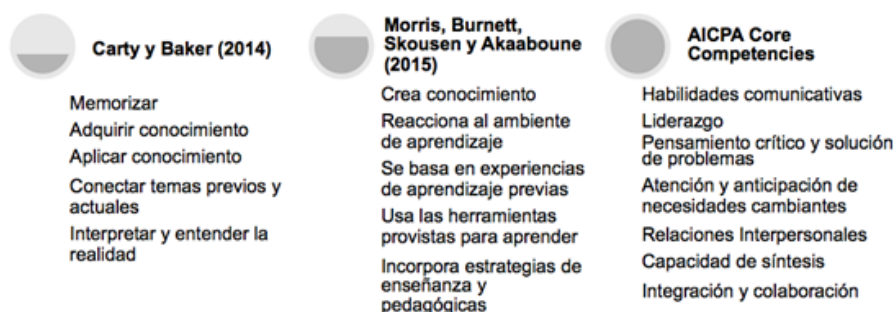 Carty y Baker (2014)
Memorizar
Adquirir conocimiento
Aplicar conocimiento
Conectar temas previos y
actuales
Interpretar y entender la
realidad
Morris, Burnett,
Skousen y Akaaboune
(2015)
Crea conocimiento
Reacciona al ambiente
de aprendizaje
Se basa en experiencias
de aprendizaje previas
Usa las herramientas
provistas para aprender
Incorpora estrategias de
enseñanza y
pedagógicas
AICPA Core
Competencies
Habilidades comunicativas
Liderazgo
Pensamiento crítico y solución
de problemas
Atención y anticipación de
necesidades cambiantes
Relaciones Interpersonales
Capacidad de síntesis
Integración y colaboración